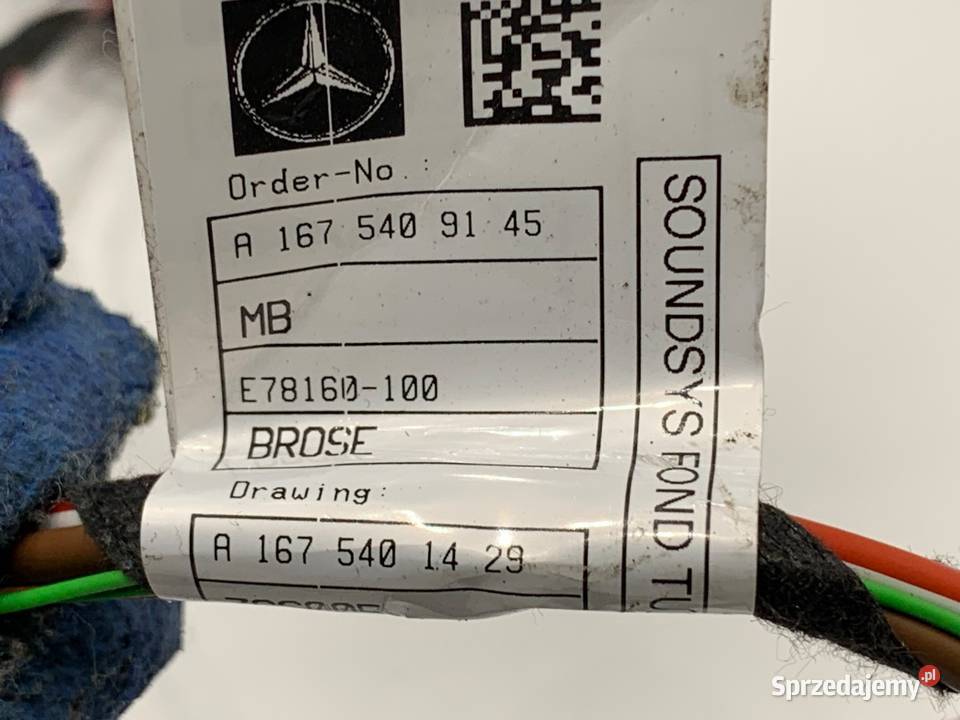 Order-No.:
A 167 540 91 45
MB
E78160-100
BROSE
Drawing:
A 167 540 14 29
SOUNDSYS FOND
Sprzedajemy.pl